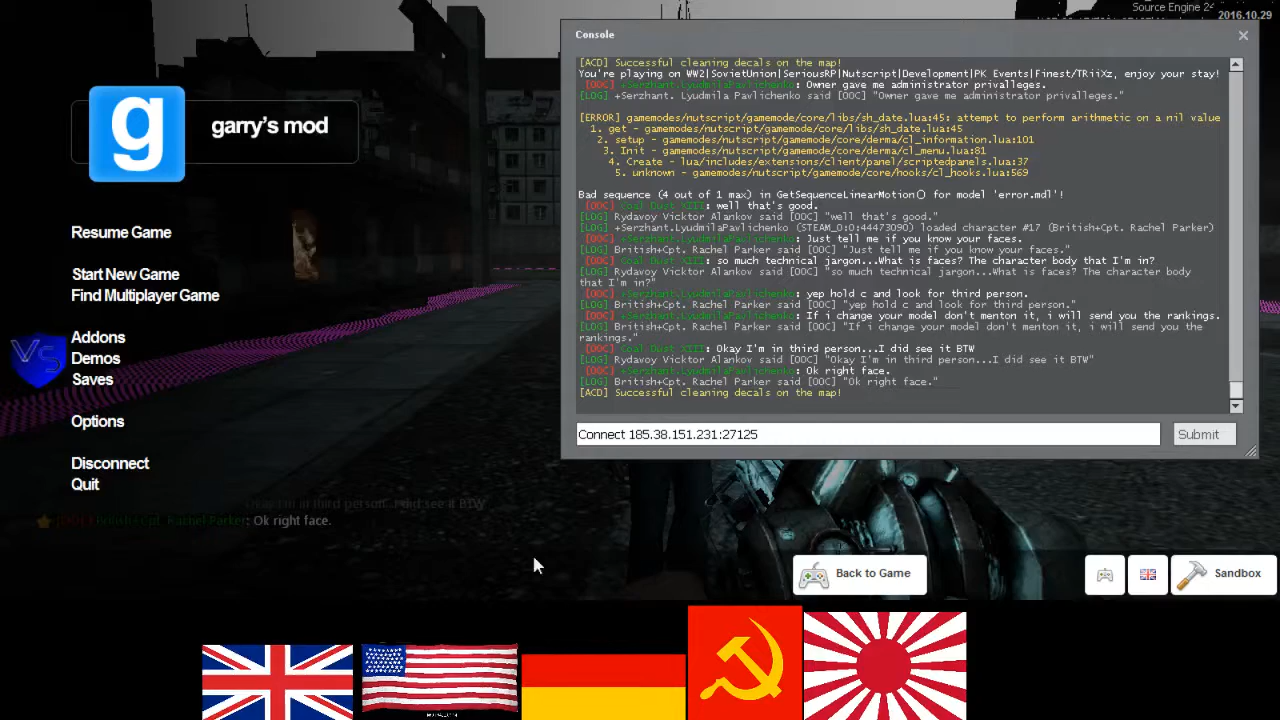 Source Engine 24
2016.10.29
Console
[ACD] Successful cleaning decals on the map!
You're playing on WW2|SovietUnion|SeriousRP|Nutscript|Development|PK Events|Finest/TRiiXz, enjoy your stay!
[OOC] +Serzhant. Lyudmila Pavlichenko: Owner gave me administrator privalleges.
[LOG] +Serzhant. Lyudmila Pavlichenko said [OOC] "Owner gave me administrator privalleges."
[ERROR] gamemodes/nutscript/gamemode/core/libs/sh_date.lua:45: attempt to perform arithmetic on a nil value
1. get - gamemodes/nutscript/gamemode/core/libs/sh_date.lua:45
2. setup - gamemodes/nutscript/gamemode/core/derma/cl_information.lua:101
3. Init - gamemodes/nutscript/gamemode/core/derma/cl_menu.lua:81
4. Create - lua/includes/extensions/client/panel/scriptedpanels.lua:37
5. unknown - gamemodes/nutscript/gamemode/core/hooks/cl_hooks.lua:569
Bad sequence (4 out of 1 max) in GetSequenceLinearMotion() for model 'error.mdl'!
[OOC] Coal Dust XIII: well that's good.
[LOG] Rydavoy Vicktor Alankov said [OOC] "well that's good."
[LOG] +Serzhant.LyudmilaPavlichenko (STEAM_0:0:44473090) loaded character #17 (British+Cpt. Rachel Parker)
[OOC] +Serzhant.LyudmilaPavlichenko: Just tell me if you know your faces.
[LOG] British+Cpt. Rachel Parker said [OOC] "Just tell me if you know your faces."
[OOC] Coal Dust XIII: so much technical jargon...What is faces? The character body that I'm in?
[LOG] Rydavoy Vicktor Alankov said [OOC] "so much technical jargon...What is faces? The character body
that I'm in?"
[OOC] +Serzhant.LyudmilaPavlichenko: yep hold c and look for third person.
[LOG] British+Cpt. Rachel Parker said [OOC] "yep hold c and look for third person."
[OOC] +Serzhant.LyudmilaPavlichenko: If i change your model don't menton it, i will send you the rankings.
[LOG] British+Cpt. Rachel Parker said [OOC] "If i change your model don't menton it, i will send you the
rankings."
[OOC] Coal Dust XIII: Okay I'm in third person...I did see it BTW
[LOG] Rydavoy Vicktor Alankov said [OOC] "Okay I'm in third person...I did see it BTW"
[OOC] +Serzhant.LyudmilaPavlichenko: Ok right face.
[LOG] British+Cpt. Rachel Parker said [OOC] "Ok right face."
[ACD] Successful cleaning decals on the map!
Connect 185.38.151.231:27125
Submit
g
garry's mod
Resume Game
Start New Game
Find Multiplayer Game
VS
Addons
Demos
Saves
Options
Disconnect
Quit
I'm in third person...I did see it BTW
[OOC] British+Cpt. Rachel Parker: Ok right face.
Back to Game
Sandbox